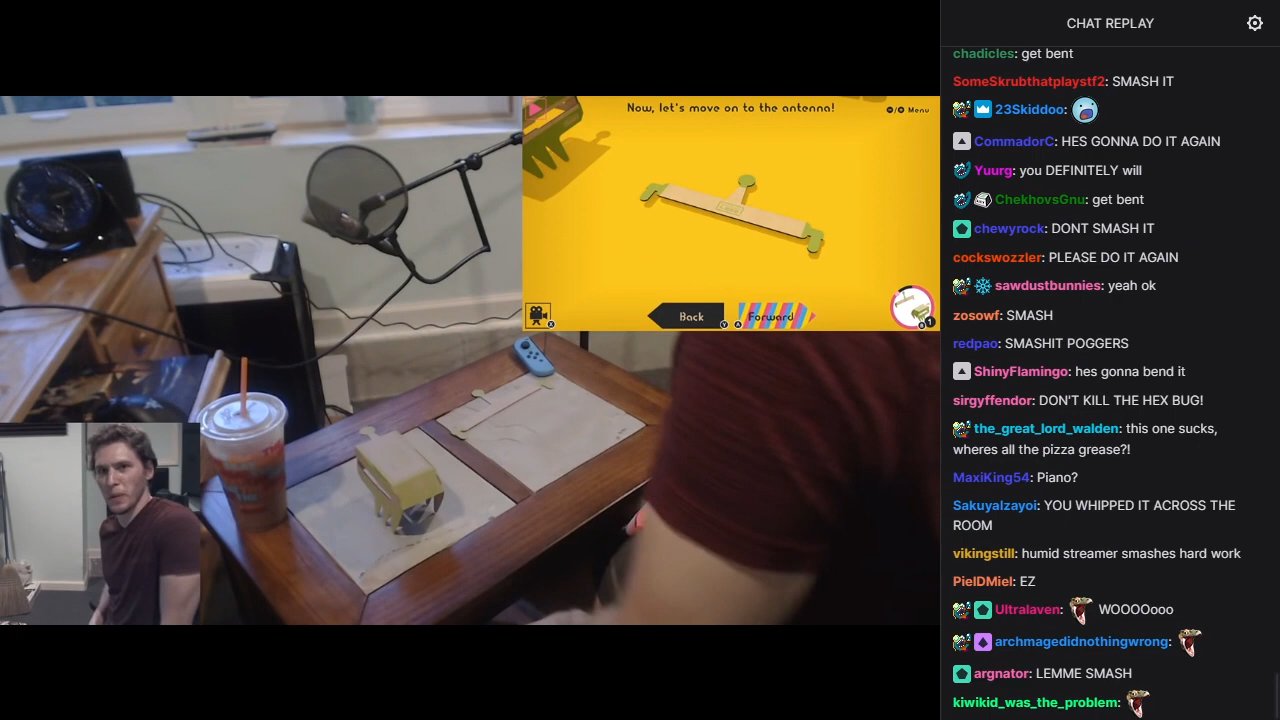 Now, let's move on to the antenna!
Menu
Back
Forward
CHAT REPLAY
chadicles: get bent
SomeSkrubthatplaystf2: SMASH IT
23Skiddoo:
CommadorC: HES GONNA DO IT AGAIN
Yuurg: you DEFINITELY will
ChekhovsGnu: get bent
chewyrock: DONT SMASH IT
cockswozzler: PLEASE DO IT AGAIN
sawdustbunnies: yeah ok
zosowf: SMASH
redpao: SMASHIT POGGERS
ShinyFlamingo: hes gonna bend it
sirgyffendor: DON'T KILL THE HEX BUG!
the_great_lord_walden: this one sucks,
wheres all the pizza grease?!
MaxiKing54: Piano?
SakuyaIzayoi: YOU WHIPPED IT ACROSS THE
ROOM
vikingstill: humid streamer smashes hard work
PielDMiel: EZ
Ultralaven: WOOOOooo
archmagedidnothingwrong:
argnator: LEMME SMASH
kiwikid_was_the_problem: